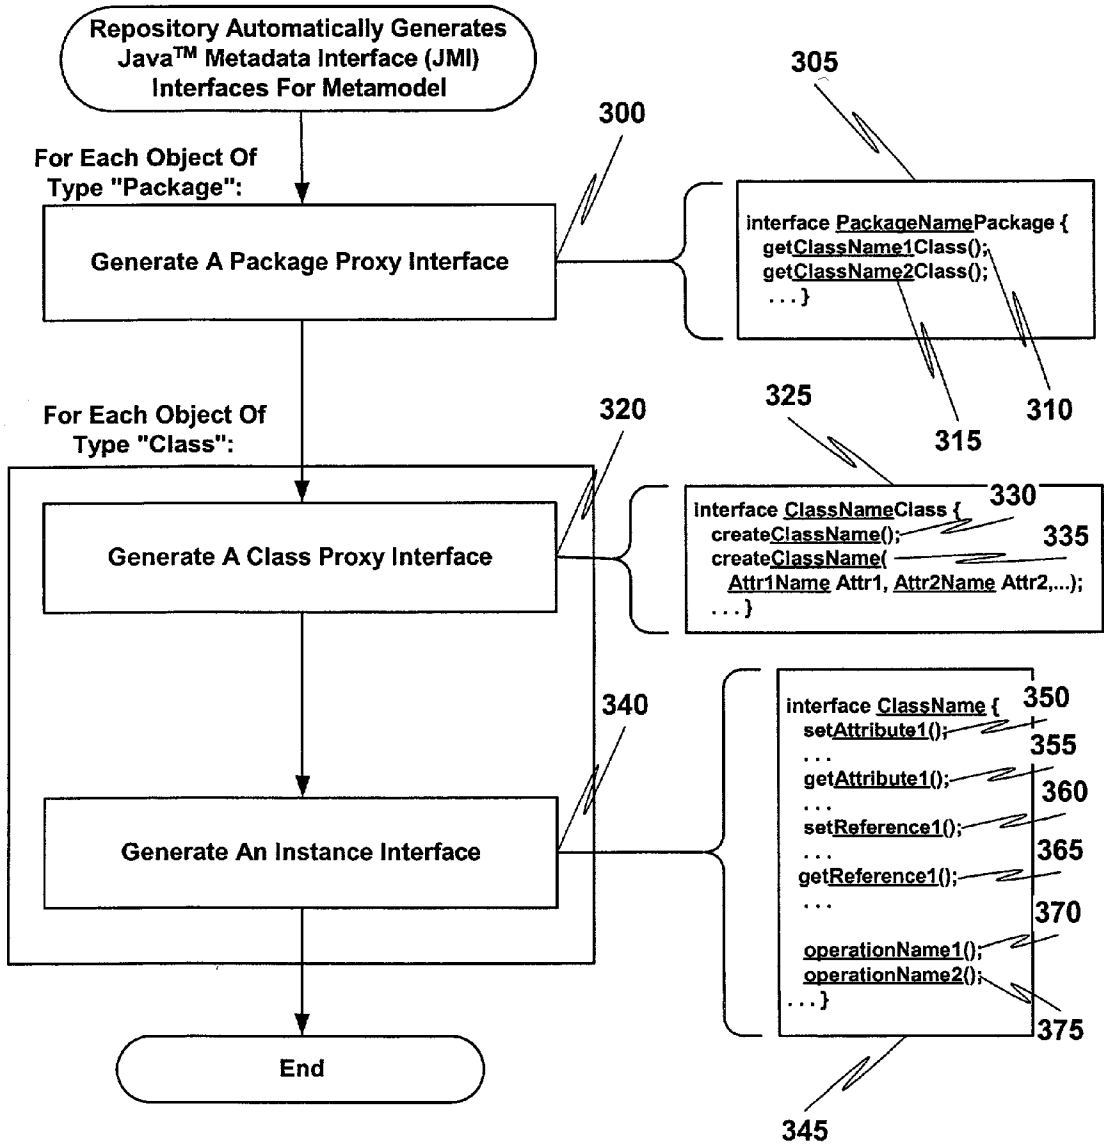 Repository Automatically Generates
Java™ Metadata Interface (JMI)
Interfaces For Metamodel
305
300
For Each Object Of
Type "Package":
Generate A Package Proxy Interface
interface PackageNamePackage {
getClassName1Class();
getClassName2Class();
. . . }
310
315
For Each Object Of
Type "Class":
320
325
Generate A Class Proxy Interface
interface ClassNameClass {
330
createClassName();
335
createClassName(
Attr1Name Attr1, Attr2Name Attr2,...);
. . . }
340
Generate An Instance Interface
interface ClassName {
350
setAttribute1();
. . .
355
getAttribute1();
. . .
360
setReference1();
. . .
365
getReference1();
. . .
370
operationName1();
operationName2();
. . . }
375
345
End